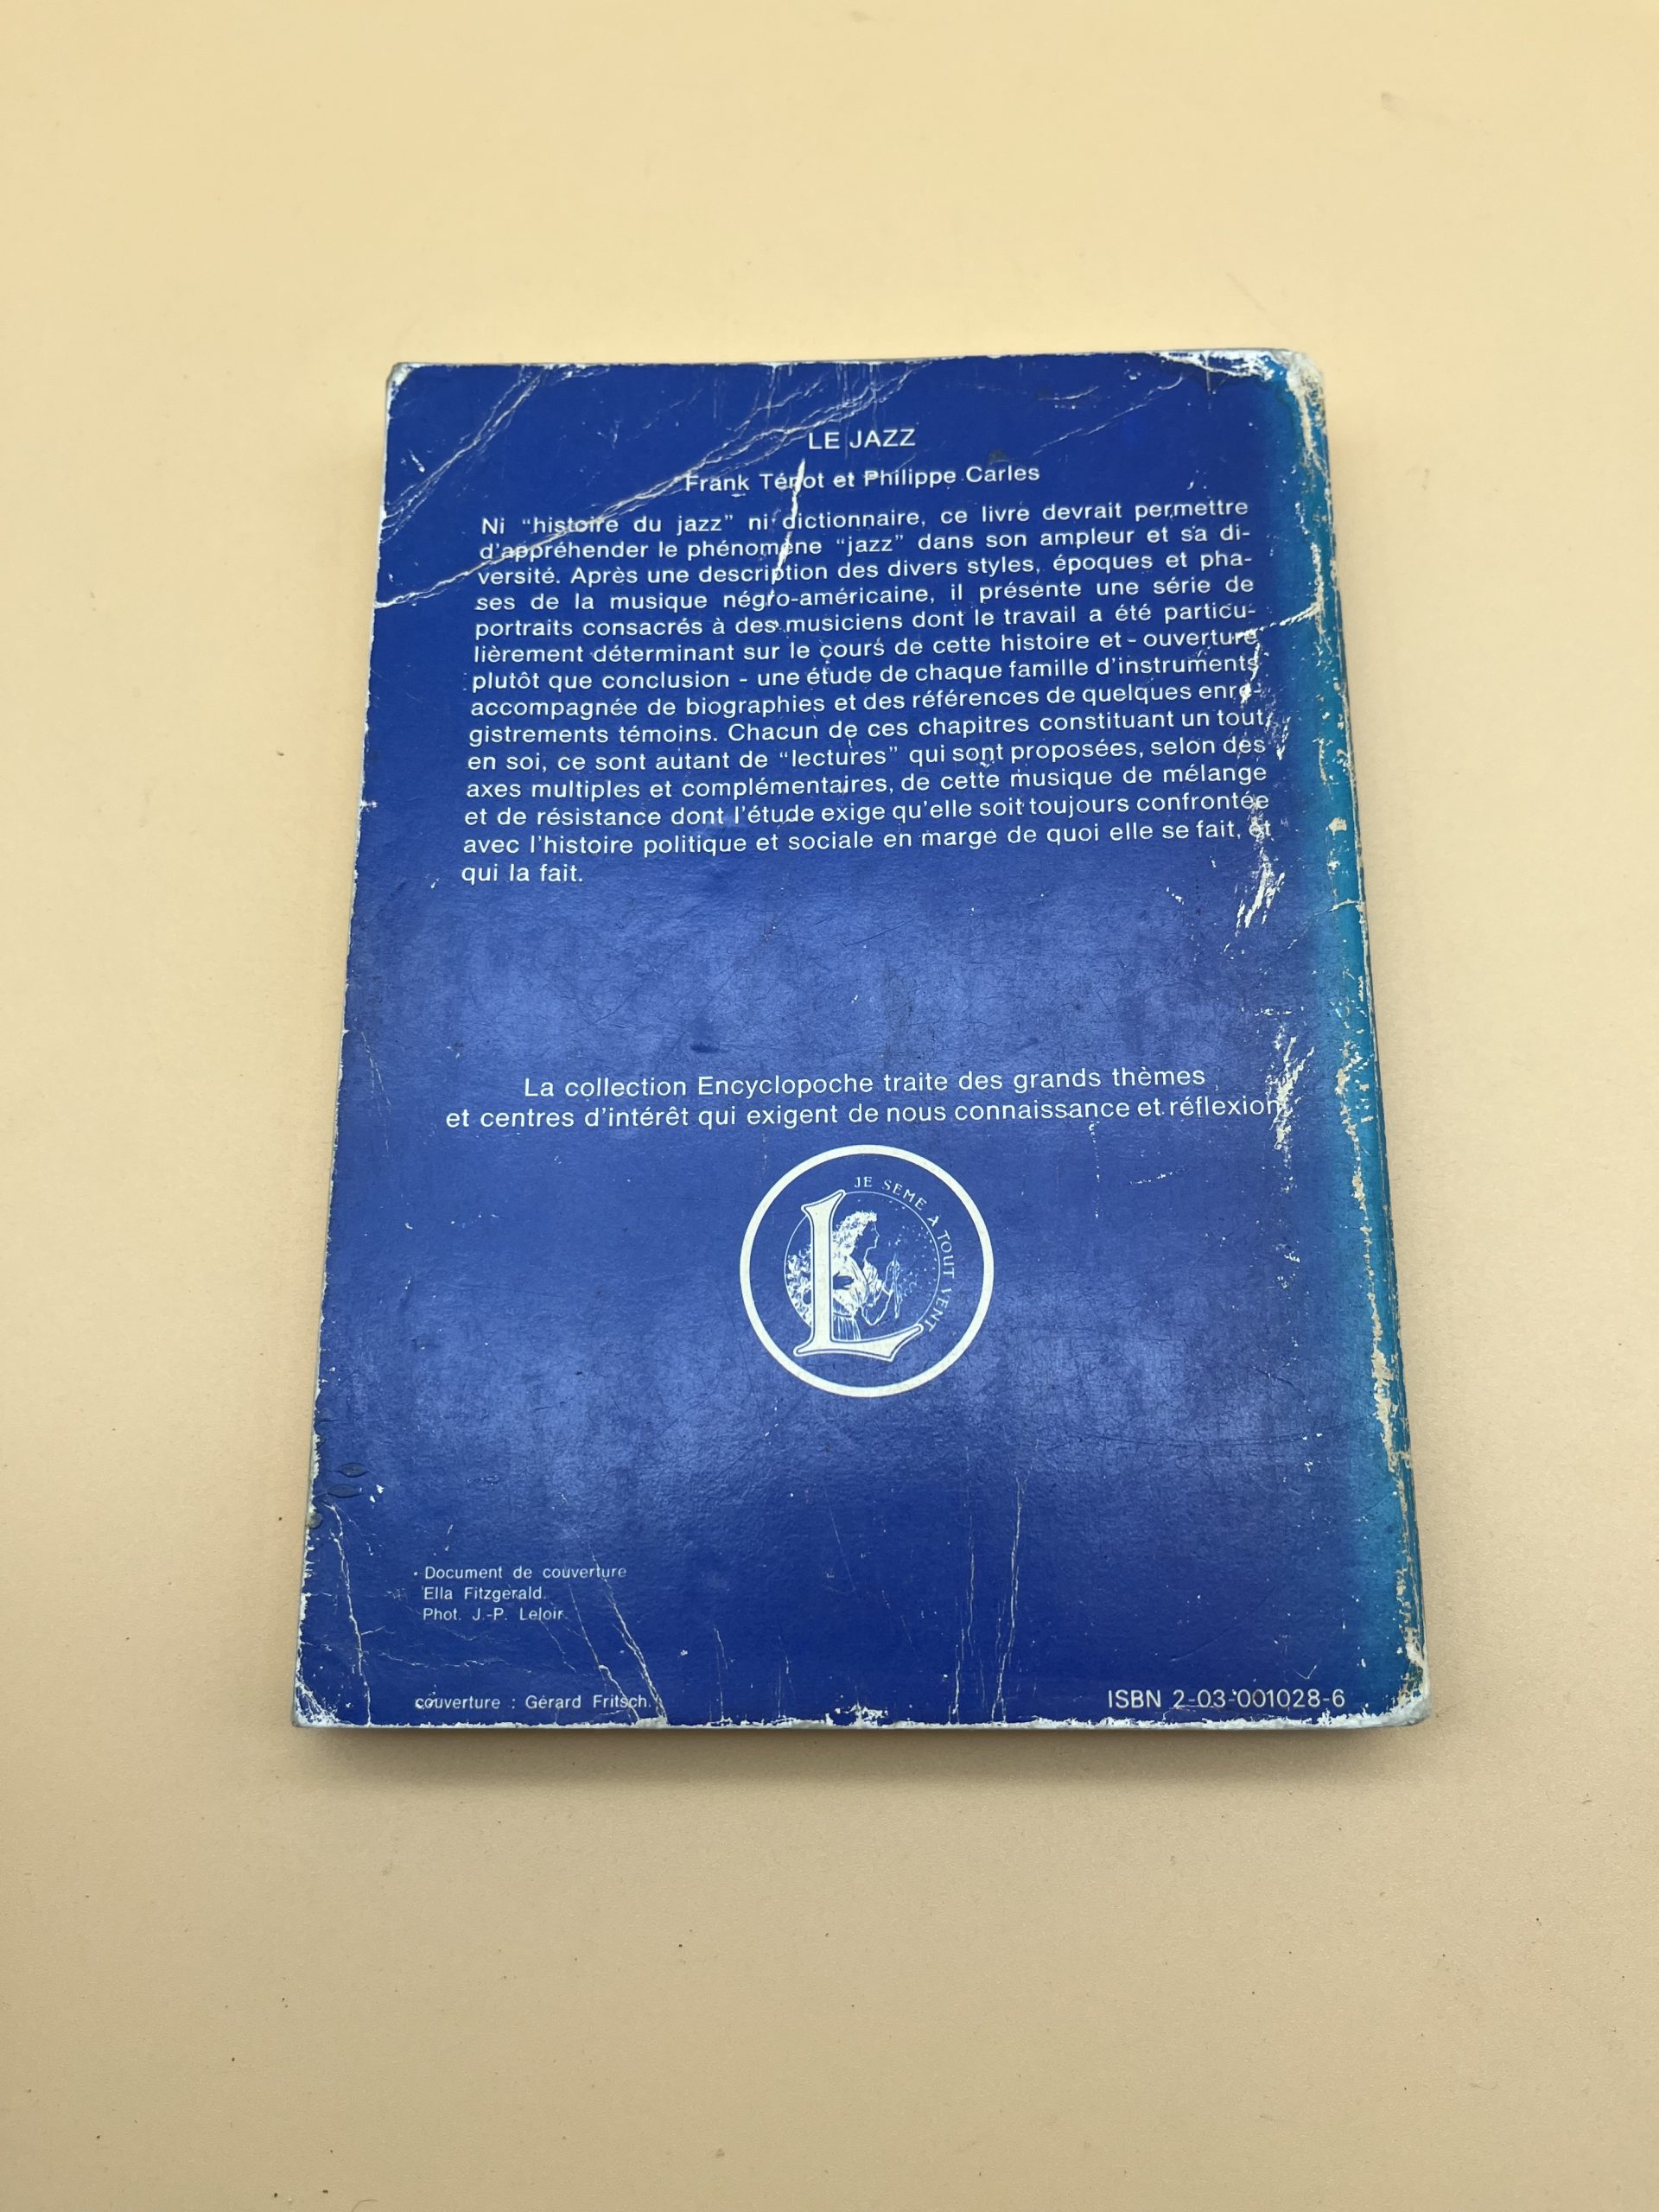 LE JAZZ
Frank Ténot et Philippe Carles
Ni “histoire du jazz” ni dictionnaire, ce livre devrait permettre
d’appréhender le phénomène “jazz” dans son ampleur et sa di-
versité. Après une description des divers styles, époques et pha-
ses de la musique négro-américaine, il présente une série de
portraits consacrés à des musiciens dont le travail a été particu-
lièrement déterminant sur le cours de cette histoire et - ouverture
plutôt que conclusion - une étude de chaque famille d’instruments
accompagnée de biographies et des références de quelques enre-
gistrements témoins. Chacun de ces chapitres constituant un tout
en soi, ce sont autant de “lectures” qui sont proposées, selon des
axes multiples et complémentaires, de cette musique de mélange
et de résistance dont l’étude exige qu’elle soit toujours confrontée
avec l’histoire politique et sociale en marge de quoi elle se fait, et
qui la fait.
La collection Encyclopoche traite des grands thèmes
et centres d’intérêt qui exigent de nous connaissance et réflexion.
JE SEME A TOUT VENT
L
Document de couverture
Ella Fitzgerald.
Phot. J.-P. Leloir.
couverture : Gérard Fritsch.
ISBN 2-03-001028-6